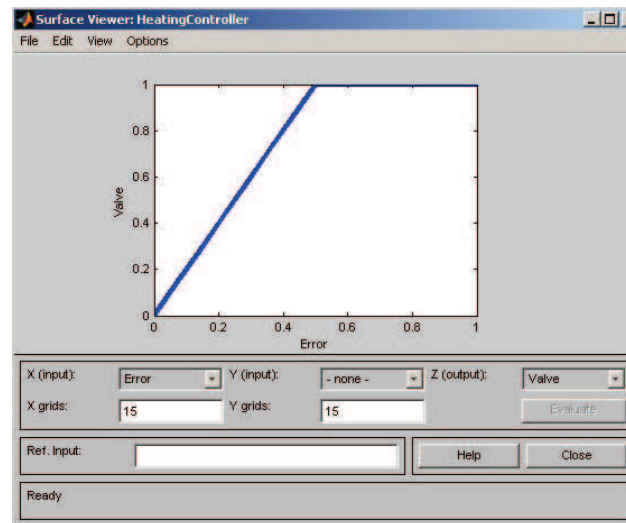 Surface Viewer: HeatingController
File Edit View Options
1
0.8
0.6
0.4
0.2
0
Valve
0 0.2 0.4 0.6 0.8 1
Error
X (input): Error Y (input): - none - Z (output): Valve
X grids: 15 Y grids: 15 Evaluate
Ref. Input: Help Close
Ready